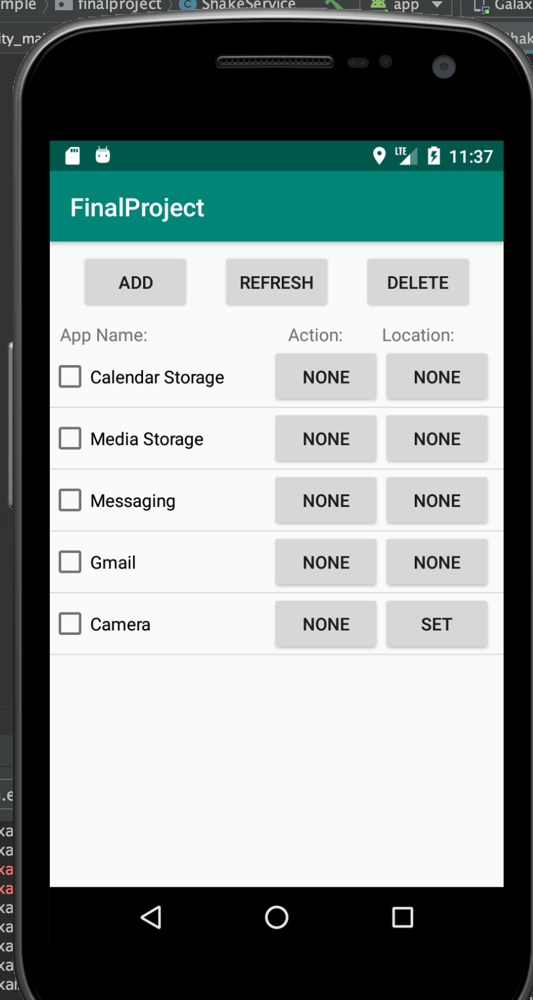 mple finalproject ShakeService app Galax
ity_ma Shak
LTE 11:37
FinalProject
ADD REFRESH DELETE
App Name: Action: Location:
Calendar Storage NONE NONE
Media Storage NONE NONE
Messaging NONE NONE
Gmail NONE NONE
Camera NONE SET
.e
xa
xa
xa
xa
xa
xa
xa
xa
xa